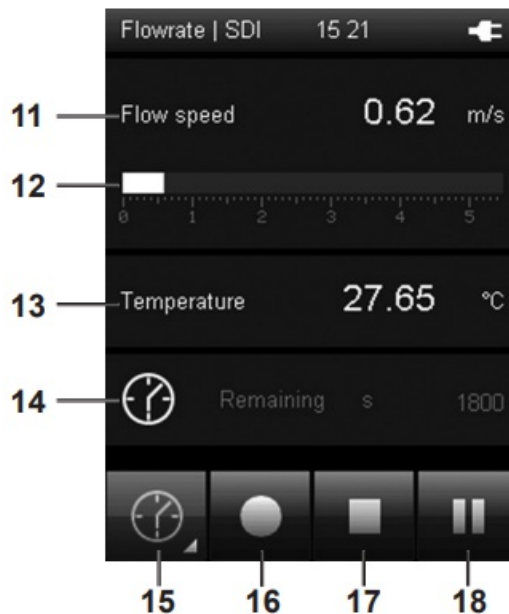 Flowrate | SDI 15 21
11 Flow speed 0.62 m/s
12
0 1 2 3 4 5
13 Temperature 27.65 °C
14 Remaining s 1800
15 16 17 18